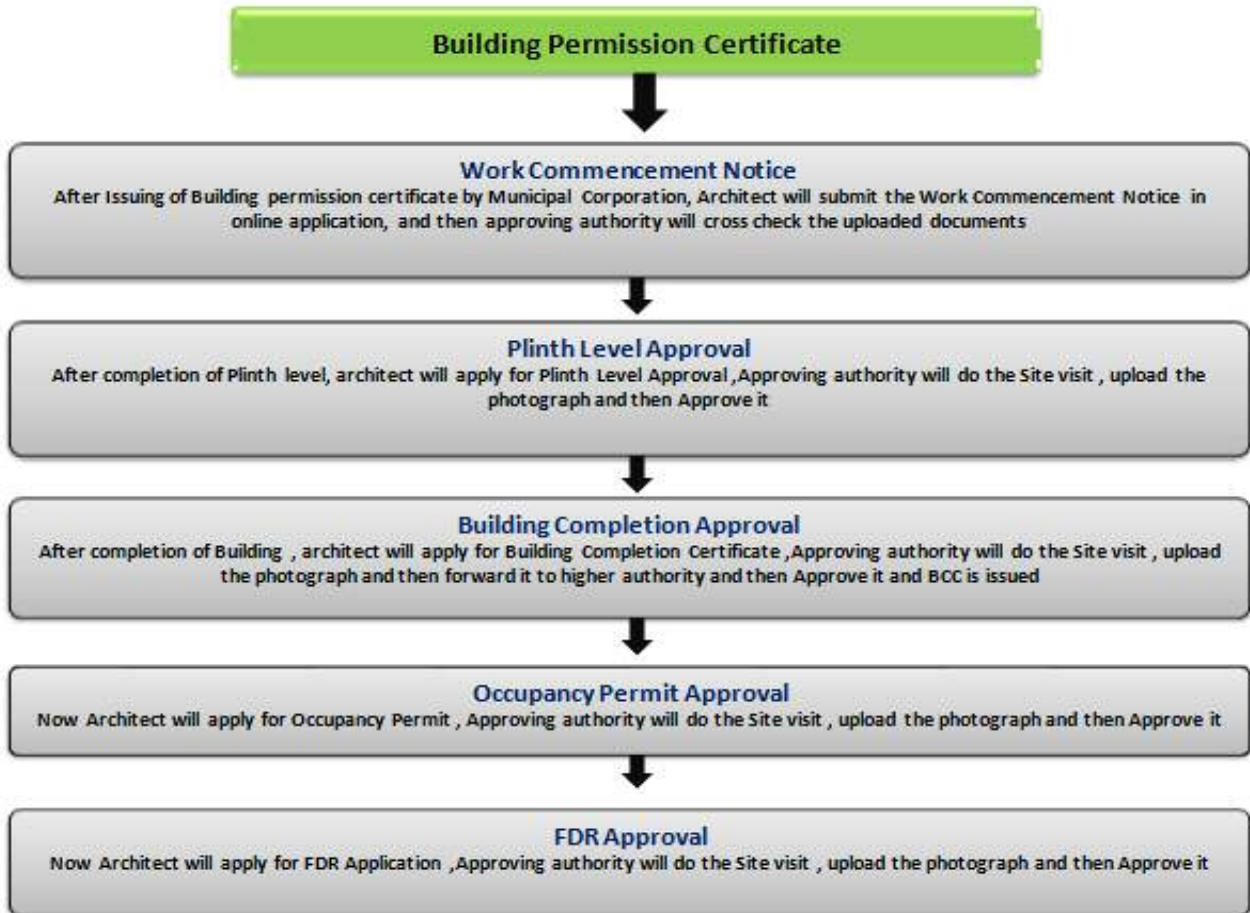 Building Permission Certificate
Work Commencement Notice
After Issuing of Building permission certificate by Municipal Corporation, Architect will submit the Work Commencement Notice in
online application, and then approving authority will cross check the uploaded documents
Plinth Level Approval
After completion of Plinth level, architect will apply for Plinth Level Approval ,Approving authority will do the Site visit , upload the
photograph and then Approve it
Building Completion Approval
After completion of Building , architect will apply for Building Completion Certificate ,Approving authority will do the Site visit , upload
the photograph and then forward it to higher authority and then Approve it and BCC is issued
Occupancy Permit Approval
Now Architect will apply for Occupancy Permit , Approving authority will do the Site visit , upload the photograph and then Approve it
FDR Approval
Now Architect will apply for FDR Application ,Approving authority will do the Site visit , upload the photograph and then Approve it